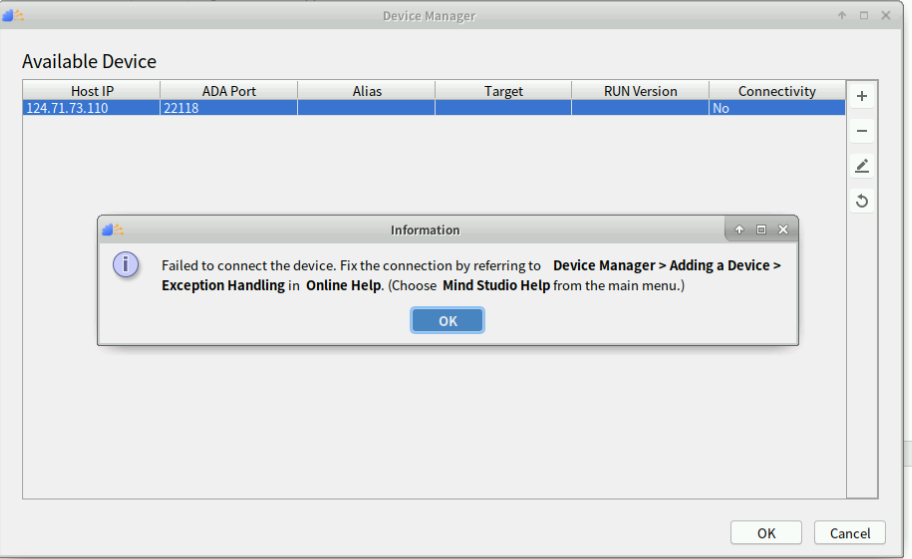 Device Manager
Available Device
Host IP ADA Port Alias Target RUN Version Connectivity
124.71.73.110 22118 No
Information
Failed to connect the device. Fix the connection by referring to Device Manager > Adding a Device >
Exception Handling in Online Help. (Choose Mind Studio Help from the main menu.)
OK
OK Cancel